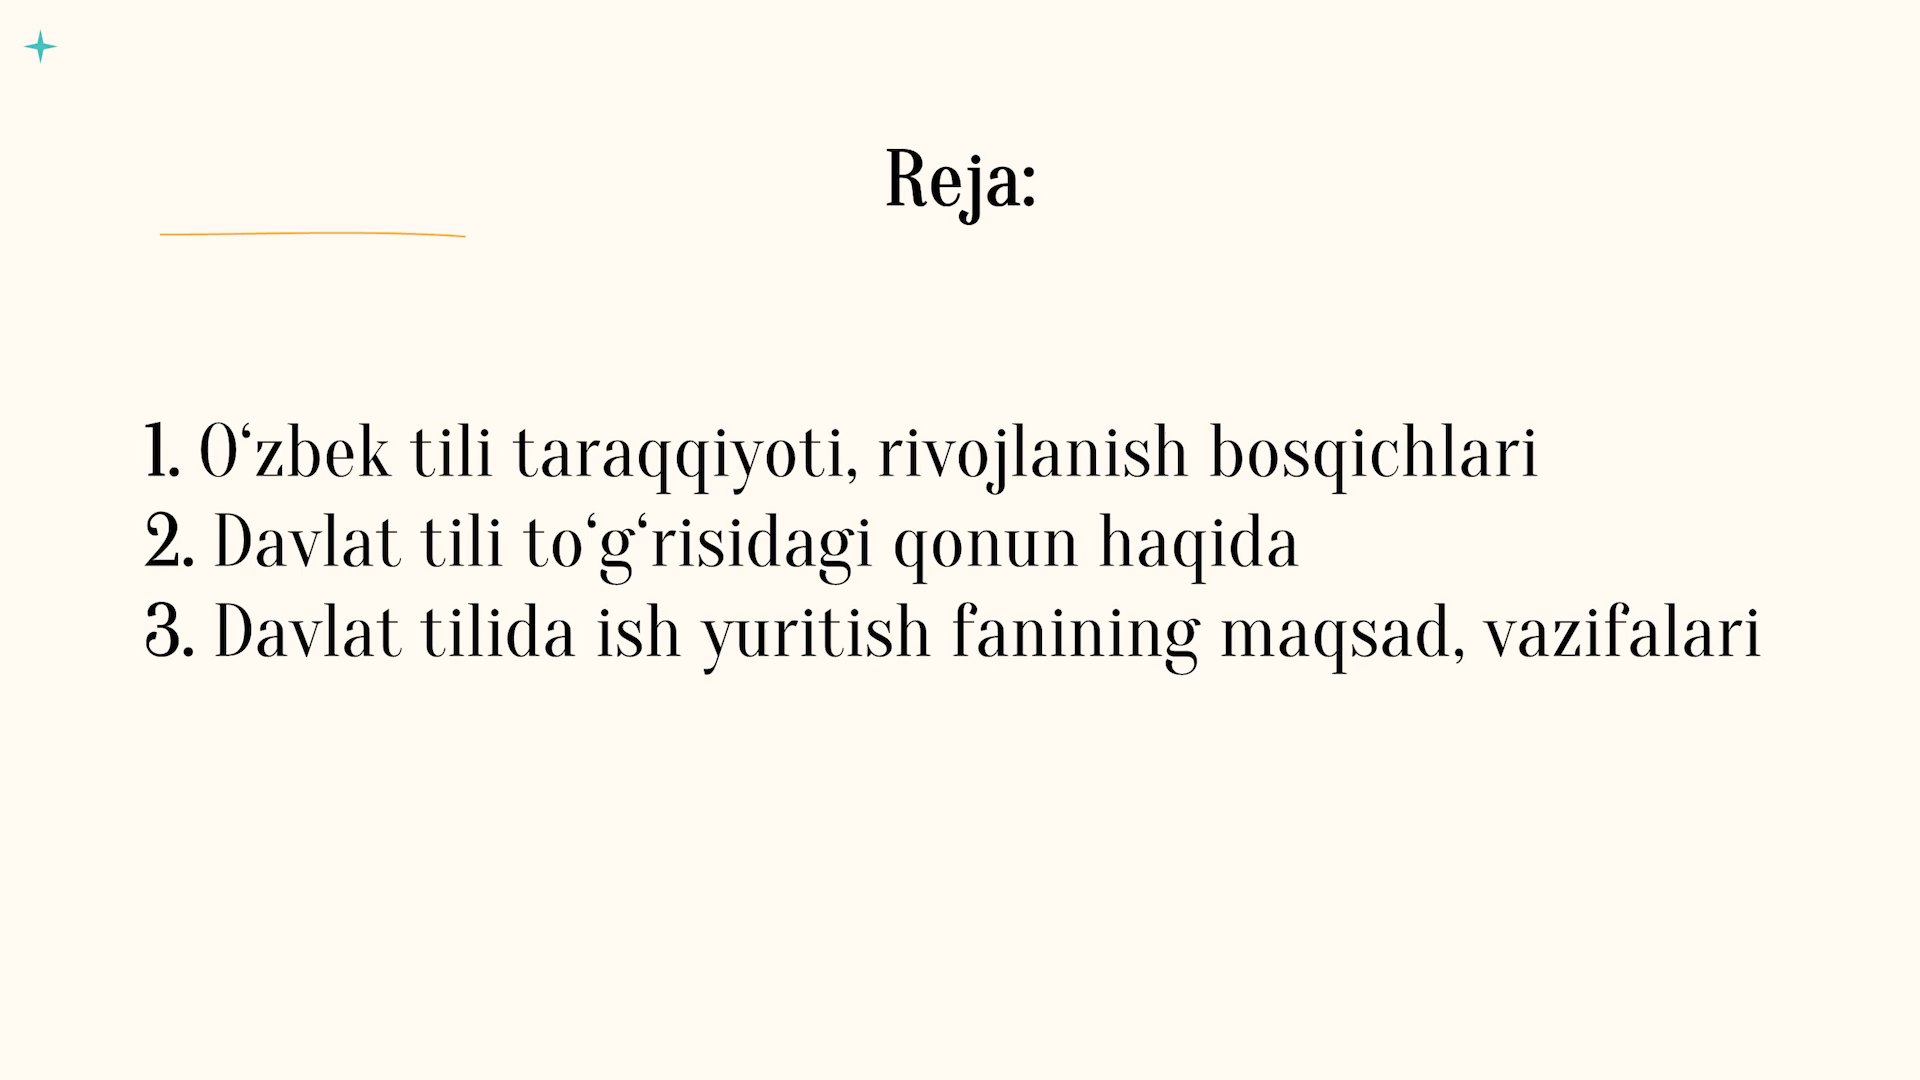 Reja:
1. O‘zbek tili taraqqiyoti, rivojlanish bosqichlari
2. Davlat tili to‘g‘risidagi qonun haqida
3. Davlat tilida ish yuritish fanining maqsad, vazifalari